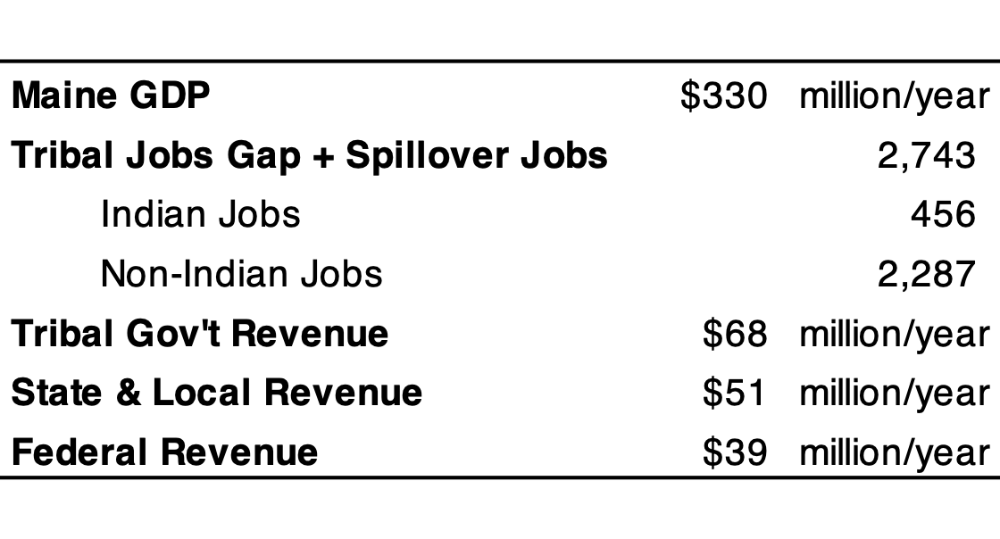 Maine GDP $330 million/year
Tribal Jobs Gap + Spillover Jobs 2,743
Indian Jobs 456
Non-Indian Jobs 2,287
Tribal Gov't Revenue $68 million/year
State & Local Revenue $51 million/year
Federal Revenue $39 million/year